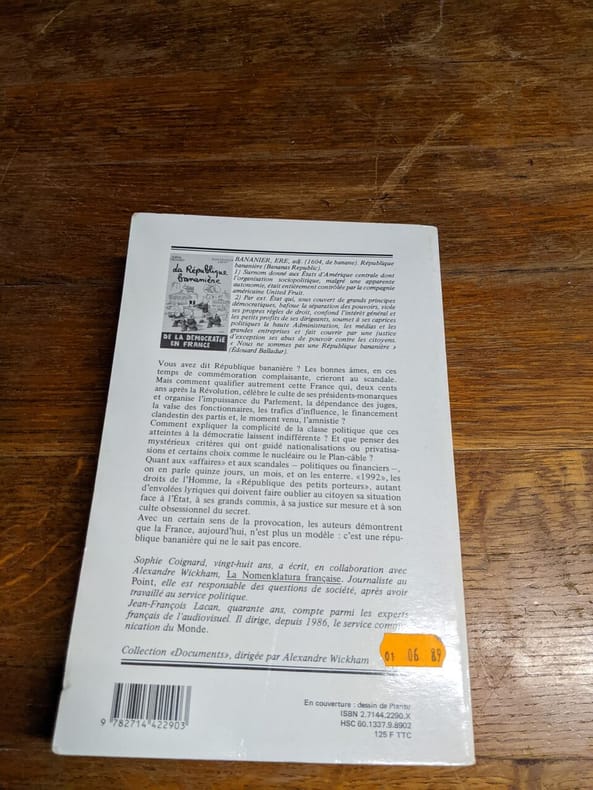 la République
bananière
DE LA DÉMOCRATIE
EN FRANCE
BANANIER, ERE, adj. (1604, de banane). République
bananière (Bananas Republic).
1) Surnom donné aux États d'Amérique centrale dont
l'organisation sociopolitique, malgré une apparente
autonomie, était entièrement contrôlée par la compagnie
américaine United Fruit.
2) Par ext. État qui, sous couvert de grands principes
démocratiques, bafoue la séparation des pouvoirs, viole
ses propres règles de droit, confond l'intérêt général et
les petits profits de ses dirigeants, soumet à ses caprices
politiques la haute Administration, les médias et les
grandes entreprises et fait couvrir par une justice
d'exception ses abus de pouvoir contre les citoyens.
« Nous ne sommes pas une République bananière »
(Édouard Balladur).
Vous avez dit République bananière ? Les bonnes âmes, en ces
temps de commémoration complaisante, crieront au scandale.
Mais comment qualifier autrement cette France qui, deux cents
ans après la Révolution, célèbre le culte de ses présidents-monarques
et organise l'impuissance du Parlement, la dépendance des juges,
la valse des fonctionnaires, les trafics d'influence, le financement
clandestin des partis et, le moment venu, l'amnistie ?
Comment expliquer la complicité de la classe politique que ces
atteintes à la démocratie laissent indifférente ? Et que penser des
mystérieux critères qui ont guidé nationalisations ou privatisa-
sions et certains choix comme le nucléaire ou le Plan-câble ?
Quant aux «affaires» et aux scandales – politiques ou financiers –,
on en parle quinze jours, un mois, et on les enterre. «1992», les
droits de l'Homme, la «République des petits porteurs», autant
d'envolées lyriques qui doivent faire oublier au citoyen sa situation
face à l'État, à ses grands commis, à sa justice sur mesure et à son
culte obsessionnel du secret.
Avec un certain sens de la provocation, les auteurs démontrent
que la France, aujourd'hui, n'est plus un modèle : c'est une répu-
blique bananière qui ne le sait pas encore.
Sophie Coignard, vingt-huit ans, a écrit, en collaboration avec
Alexandre Wickham, La Nomenklatura française. Journaliste au
Point, elle est responsable des questions de société, après avoir
travaillé au service politique.
Jean-François Lacan, quarante ans, compte parmi les experts
français de l'audiovisuel. Il dirige, depuis 1986, le service commu-
nication du Monde.
01 06 89
Collection «Documents», dirigée par Alexandre Wickham
En couverture : dessin de Plantu
ISBN 2.7144.2290.X
HSC 60.1337.9.8902
125 F TTC
9 782714 422903